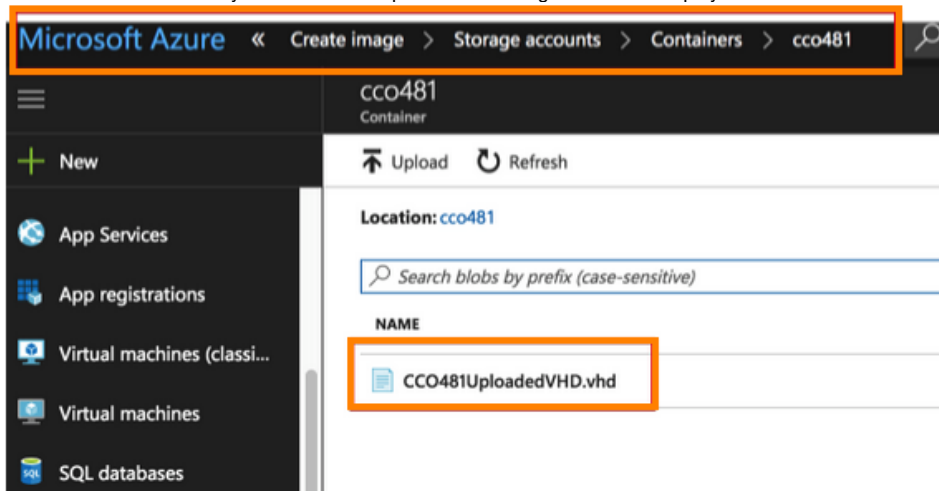 Microsoft Azure « Create image > Storage accounts > Containers > cco481
cco481
Container
New
Upload Refresh
App Services
Location: cco481
App registrations
Search blobs by prefix (case-sensitive)
NAME
Virtual machines (classi...
CCO481UploadedVHD.vhd
Virtual machines
SQL databases